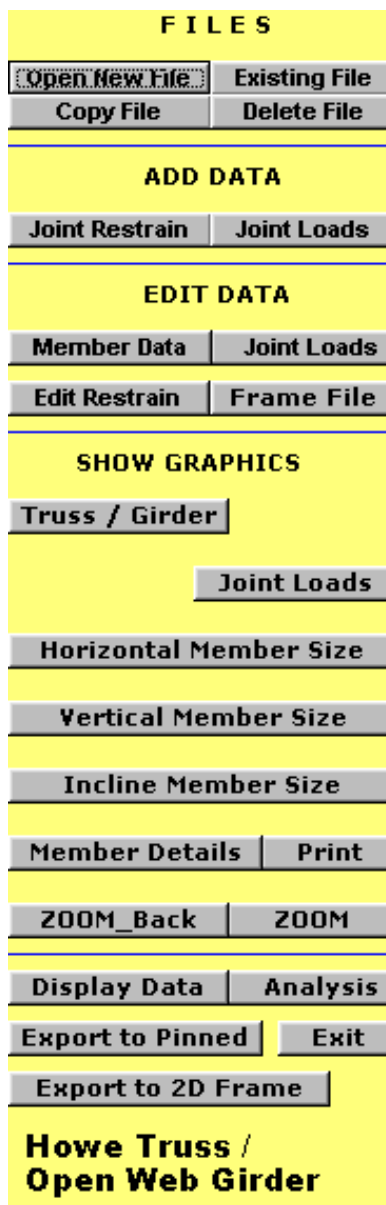 FILES
Open New File Existing File
Copy File Delete File
ADD DATA
Joint Restrain Joint Loads
EDIT DATA
Member Data Joint Loads
Edit Restrain Frame File
SHOW GRAPHICS
Truss / Girder
Joint Loads
Horizontal Member Size
Vertical Member Size
Incline Member Size
Member Details Print
ZOOM_Back ZOOM
Display Data Analysis
Export to Pinned Exit
Export to 2D Frame
Howe Truss /
Open Web Girder